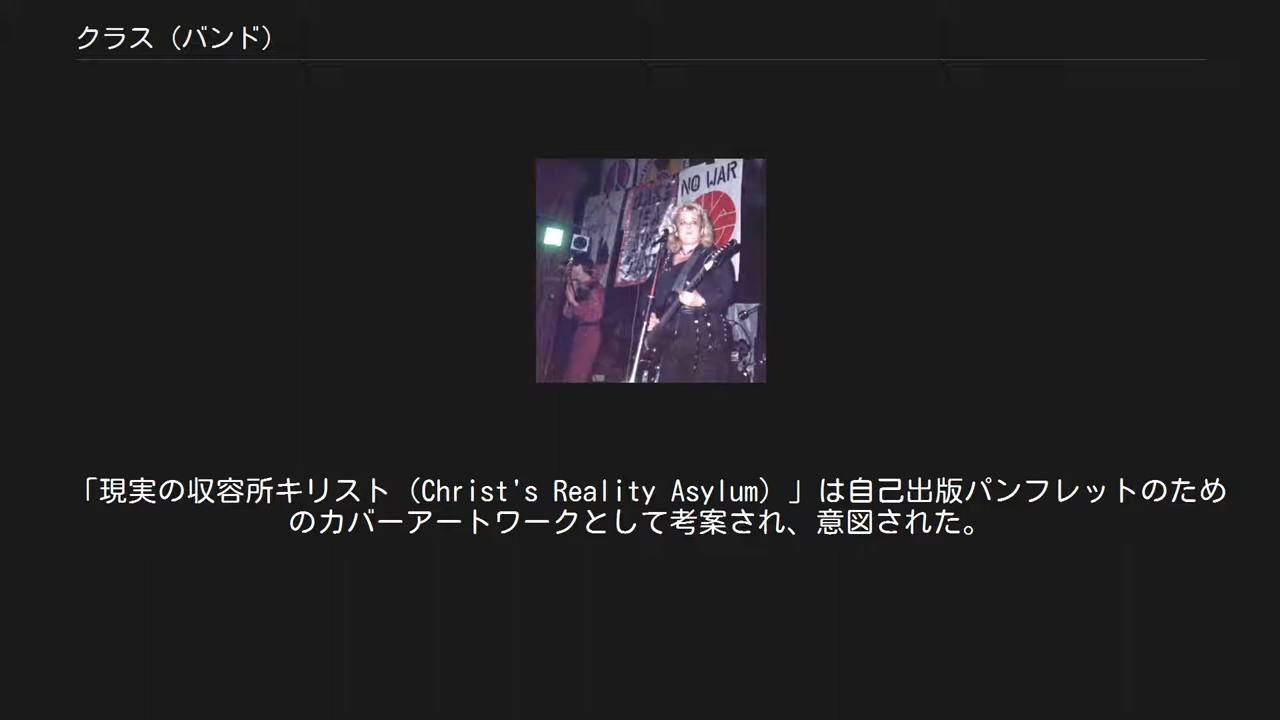 クラス（バンド）
NO WAR
「現実の収容所キリスト（Christ's Reality Asylum）」は自己出版パンフレットのため
のカバーアートワークとして考案され、意図された。